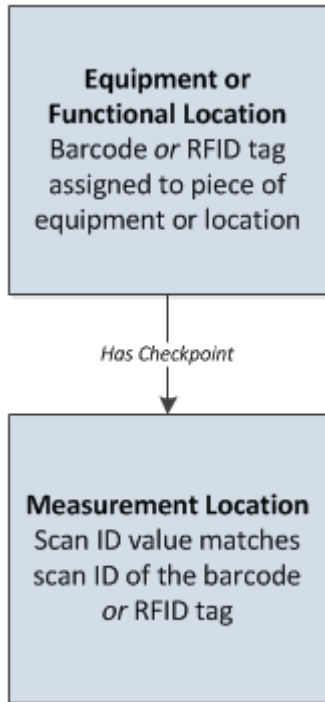 Equipment or
Functional Location
Barcode or RFID tag
assigned to piece of
equipment or location
Has Checkpoint
Measurement Location
Scan ID value matches
scan ID of the barcode
or RFID tag